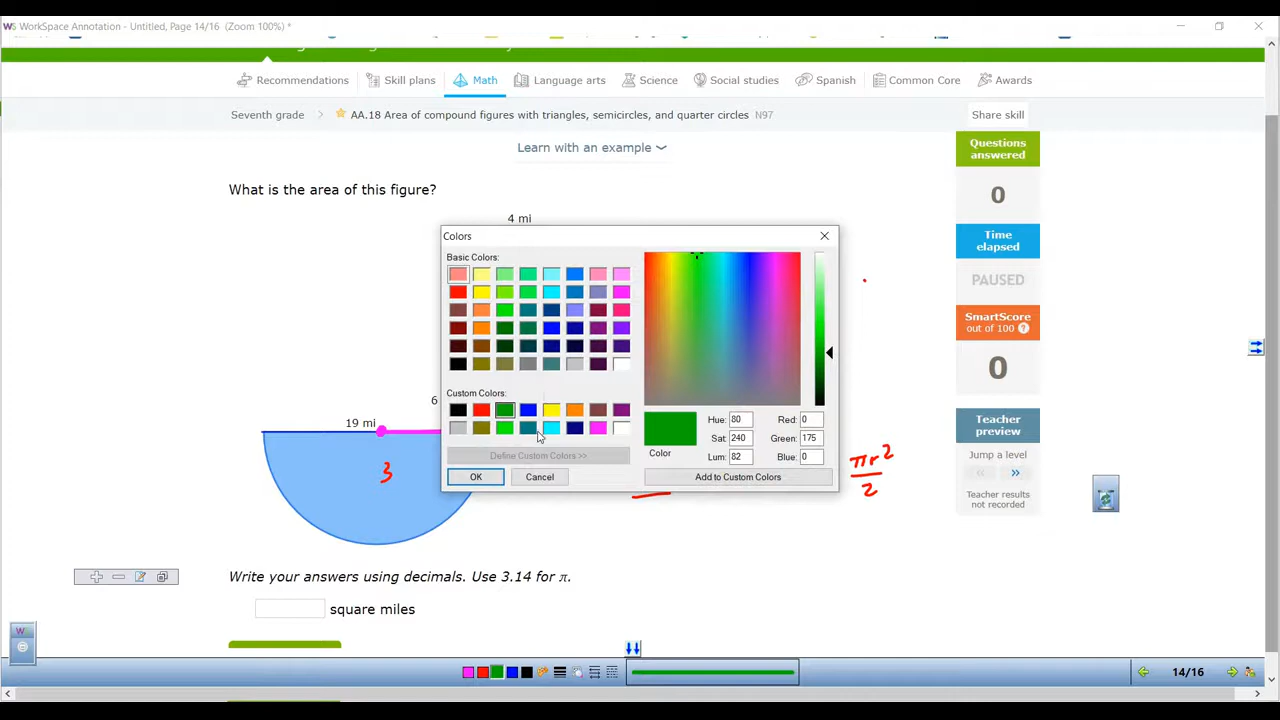 WorkSpace Annotation - Untitled, Page 14/16 (Zoom 100%) *
Recommendations Skill plans Math Language arts Science Social studies Spanish Common Core Awards
Seventh grade > AA.18 Area of compound figures with triangles, semicircles, and quarter circles N97
Share skill
Learn with an example
Questions answered
0
Time elapsed
PAUSED
SmartScore
out of 100 ?
0
Teacher preview
Jump a level
Teacher results not recorded
What is the area of this figure?
4 mi
6
19 mi
3
πr²
2
Colors
Basic Colors:
Custom Colors:
Define Custom Colors >>
OK Cancel
Color
Hue: 80 Red: 0
Sat: 240 Green: 175
Lum: 82 Blue: 0
Add to Custom Colors
Write your answers using decimals. Use 3.14 for π.
square miles
W
14/16